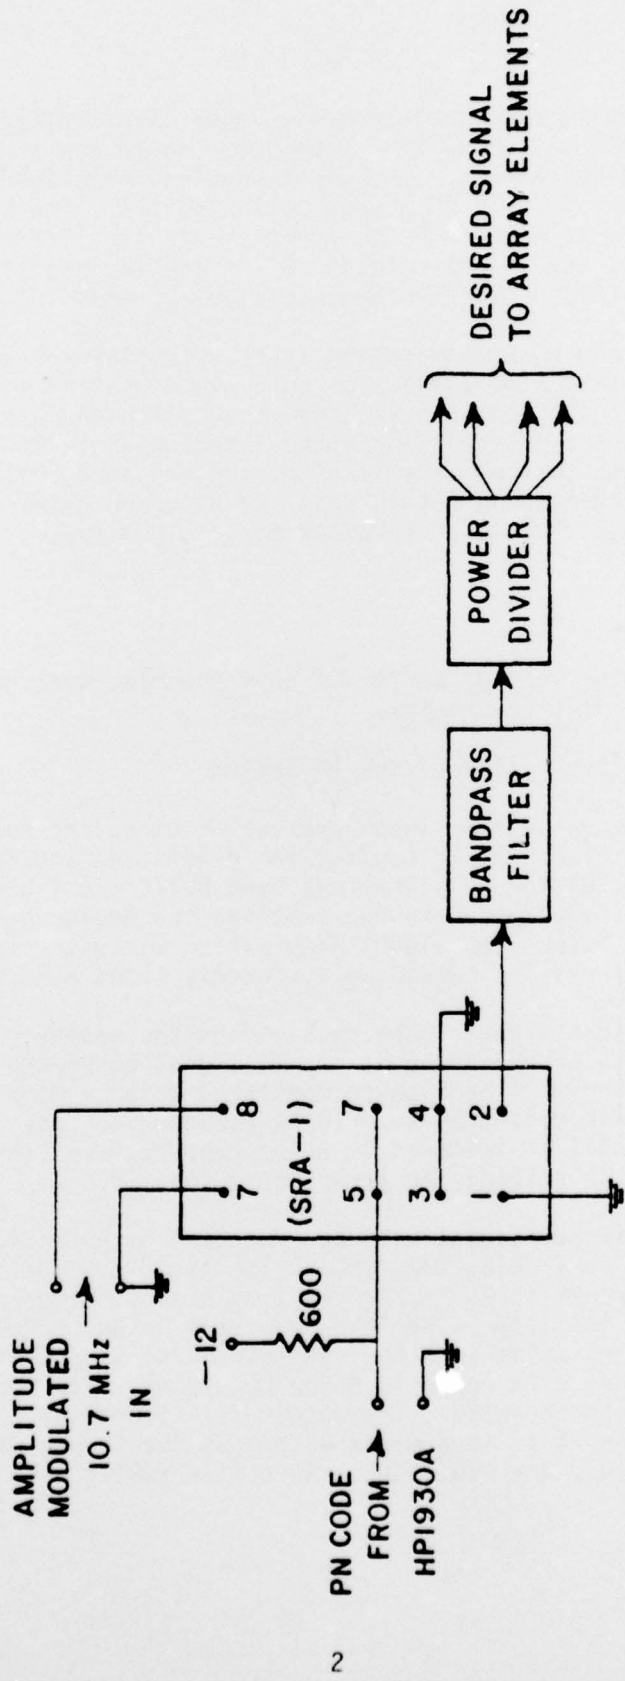 AMPLITUDE
MODULATED
10.7 MHz
IN
8
7
(SRA-1)
-12
600
5 7
3 4
1 2
PN CODE
FROM
HP1930A
BANDPASS
FILTER
POWER
DIVIDER
DESIRED SIGNAL
TO ARRAY ELEMENTS
2